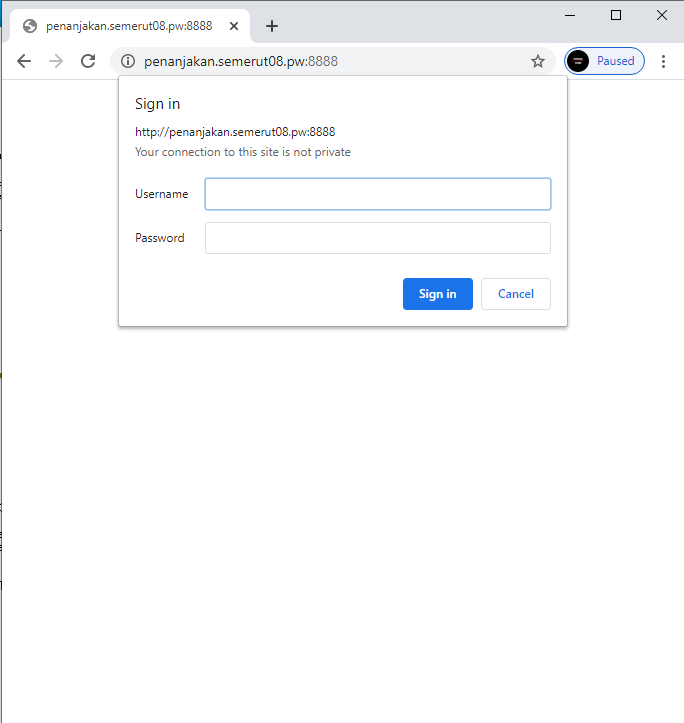 penanjakan.semerut08.pw:8888
penanjakan.semerut08.pw:8888
Paused
Sign in
http://penanjakan.semerut08.pw:8888
Your connection to this site is not private
Username
Password
Sign in
Cancel